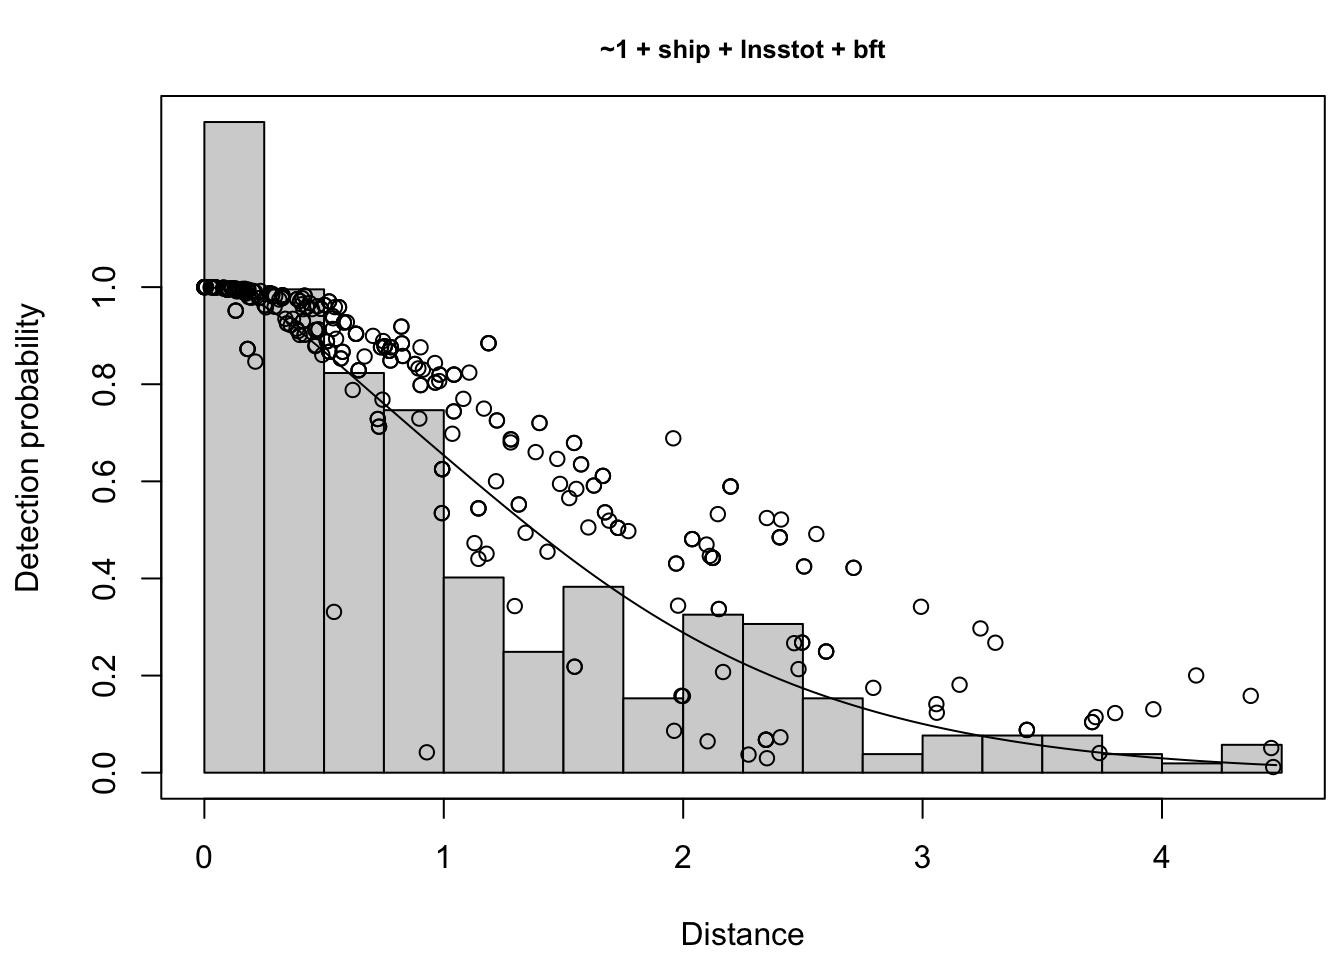 ~1 + ship + lnsstot + bft
Detection probability
1.0
0.8
0.6
0.4
0.2
0.0
0 1 2 3 4
Distance